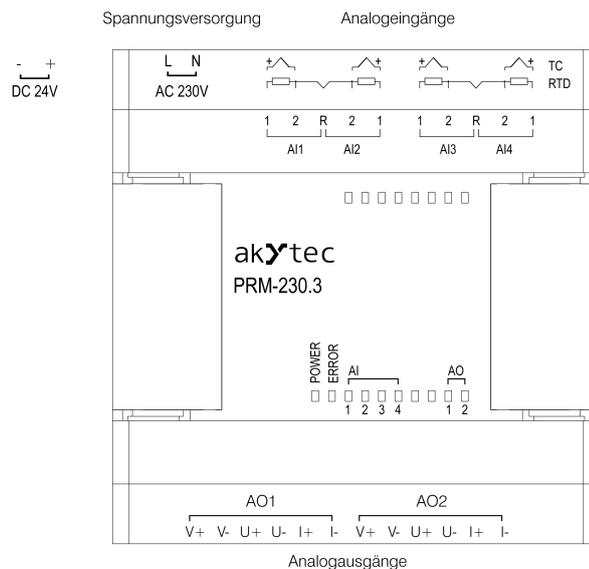 Spannungsversorgung Analogeingänge
- + L N + + + + TC
DC 24V AC 230V RTD
1 2 R 2 1 1 2 R 2 1
AI1 AI2 AI3 AI4
akYtec
PRM-230.3
POWER ERROR AI AO
1 2 3 4 1 2
AO1 AO2
V+ V- U+ U- I+ I- V+ V- U+ U- I+ I-
Analogausgänge